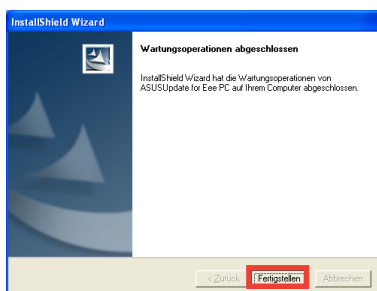 InstallShield Wizard
Wartungsoperationen abgeschlossen
InstallShield Wizard hat die Wartungsoperationen von
ASUSUpdate for Eee PC auf Ihrem Computer abgeschlossen.
< Zurück Fertigstellen Abbrechen